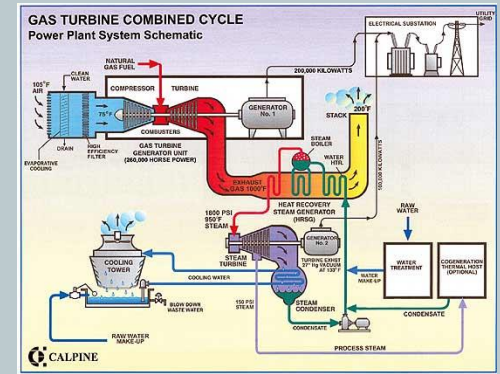 GAS TURBINE COMBINED CYCLE
Power Plant System Schematic
UTILITY
GRID
ELECTRICAL SUBSTATION
NATURAL
GAS FUEL
200,000 KILOWATTS
CLEAN
WATER
105°F
AIR
COMPRESSOR
TURBINE
75°F
GENERATOR
No. 1
STACK
200°F
COMBUSTERS
DRAIN
HIGH
EFFICIENCY
FILTER
EVAPORATIVE
COOLING
GAS TURBINE
GENERATOR UNIT
(260,000 HORSE POWER)
STEAM
BOILER
WATER
HTR.
100,000 KILOWATTS
EXHAUST
GAS 1000°F
HEAT RECOVERY
STEAM GENERATOR
(HRSG)
1800 PSI
950°F
STEAM
RAW
WATER
GENERATOR
No. 2
STEAM
TURBINE
TURBINE EXHST
27" Hg VACUUM
AT 133°F
COOLING
TOWER
COOLING WATER
WATER
MAKE-UP
WATER
TREATMENT
COGENERATION
THERMAL HOST
(OPTIONAL)
150 PSI
STEAM
STEAM
CONDENSER
BLOW DOWN
WASTE WATER
CONDENSATE
CONDENSATE
RAW WATER
MAKE-UP
PROCESS STEAM
CALPINE